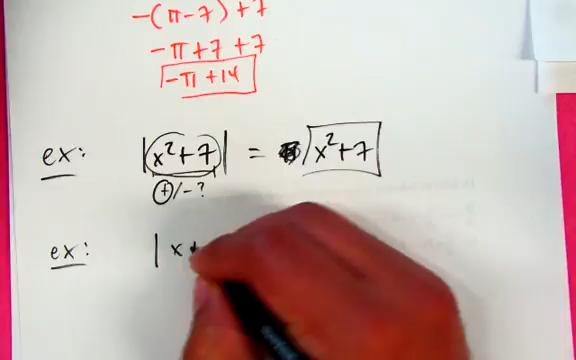 -(π-7) + 7
-π + 7 + 7
-π + 14
ex: |x²+7| = x²+7
⊕/-?
ex: |x